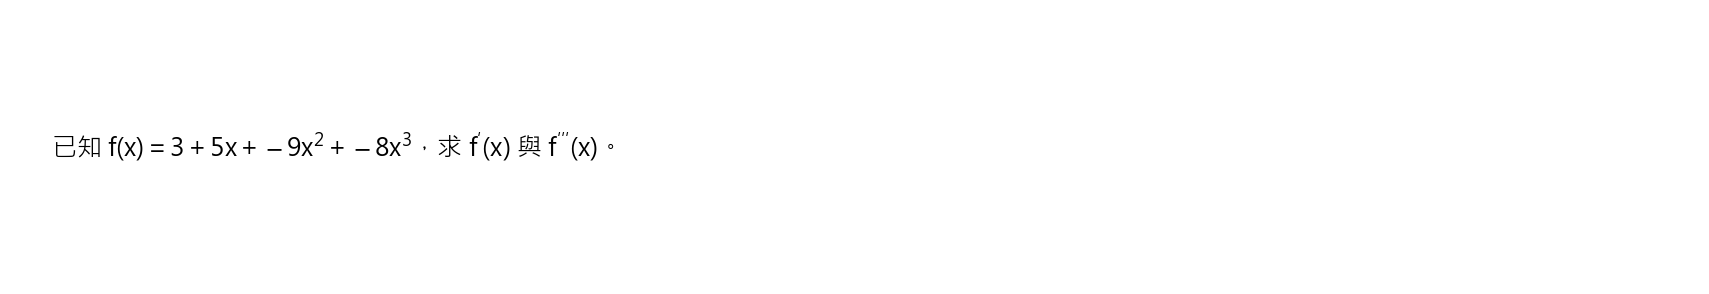 已知 f(x) = 3 + 5x + −9x² + −8x³，求 f′(x) 與 f′′′(x)。